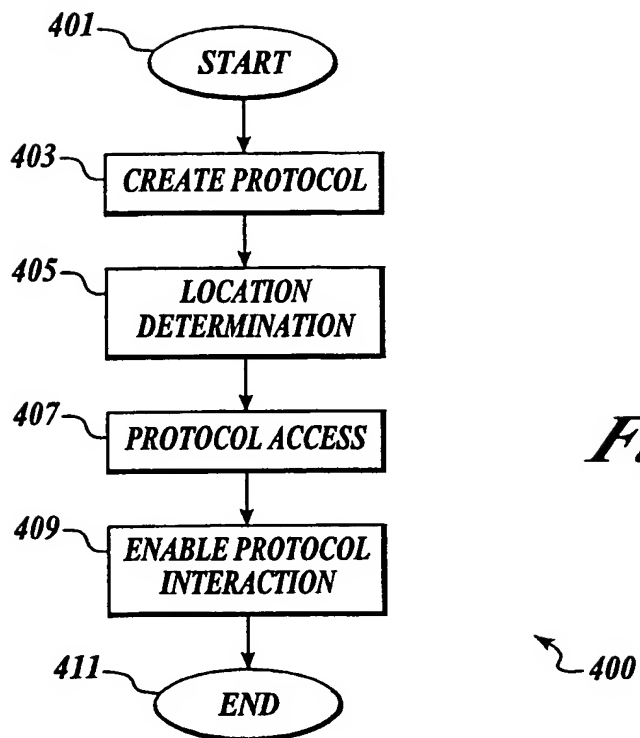 401
START
403
CREATE PROTOCOL
405
LOCATION
DETERMINATION
407
PROTOCOL ACCESS
409
ENABLE PROTOCOL
INTERACTION
411
END
400